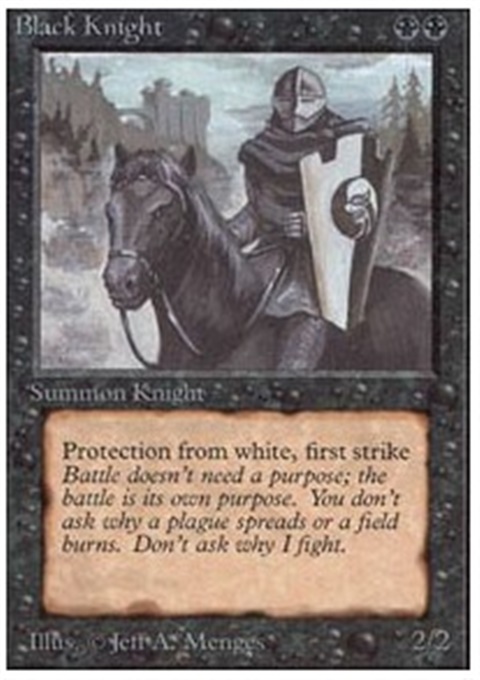 Black Knight
Summon Knight
Protection from white, first strike
Battle doesn't need a purpose; the
battle is its own purpose. You don't
ask why a plague spreads or a field
burns. Don't ask why I fight.
Illus. © Jeff A. Menges
2/2